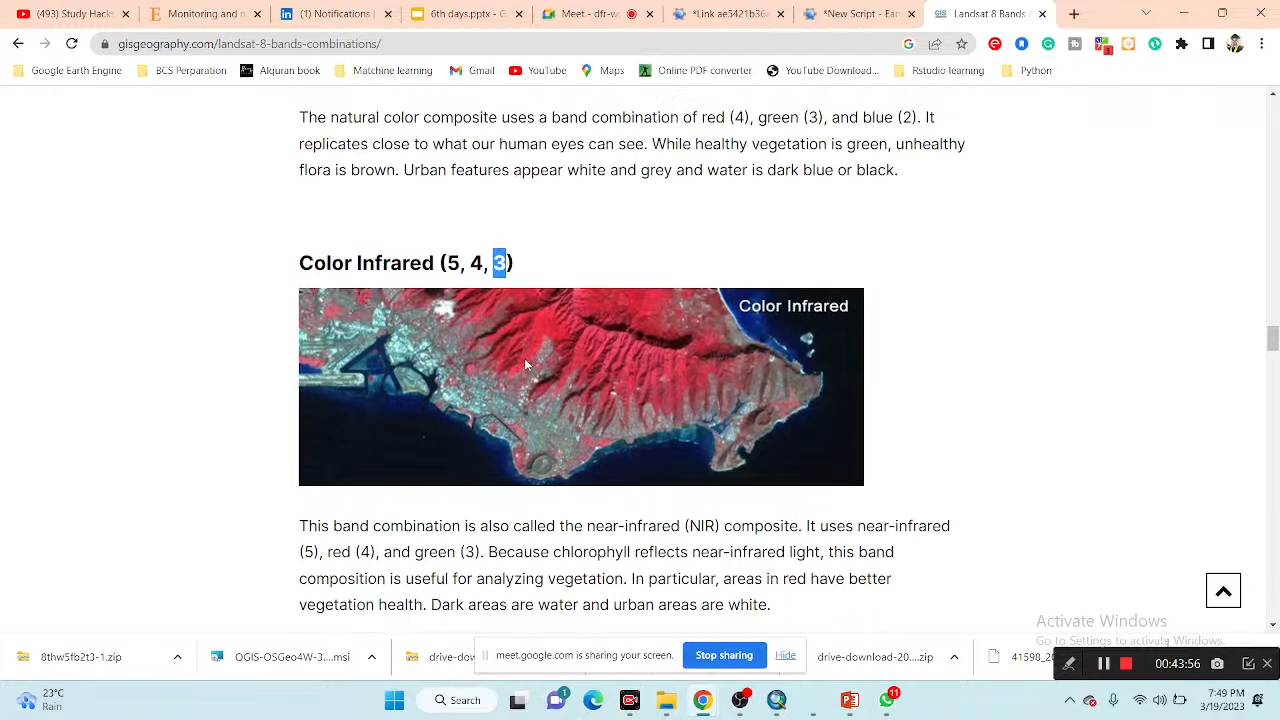 (493) Study Hacks
Monitoring and n
(13) Notifications
6th days.pptx - G
Meet - dfr-w
*Link ae5421b36
*New Script - Ear
Landsat 8 Bands
gisgeography.com/landsat-8-bands-combinations/
Google Earth Engine
BCS Peparation
Alquran book
Matchine learning
Gmail
YouTube
Maps
Online PDF converter
YouTube Download...
Rstudio learning
Python
The natural color composite uses a band combination of red (4), green (3), and blue (2). It
replicates close to what our human eyes can see. While healthy vegetation is green, unhealthy
flora is brown. Urban features appear white and grey and water is dark blue or black.
Color Infrared (5, 4, 3)
Color Infrared
This band combination is also called the near-infrared (NIR) composite. It uses near-infrared
(5), red (4), and green (3). Because chlorophyll reflects near-infrared light, this band
composition is useful for analyzing vegetation. In particular, areas in red have better
vegetation health. Dark areas are water and urban areas are white.
Activate Windows
Go to Settings to activate Windows.
QGIS-OSGeo4W-3....msi
drive-dow
google.com is sharing your screen.
Stop sharing
Hide
drive-download-20....zip
41598_20
00:43:56
23°C
Rain
Search
1
11
7:49 PM
3/19/2023